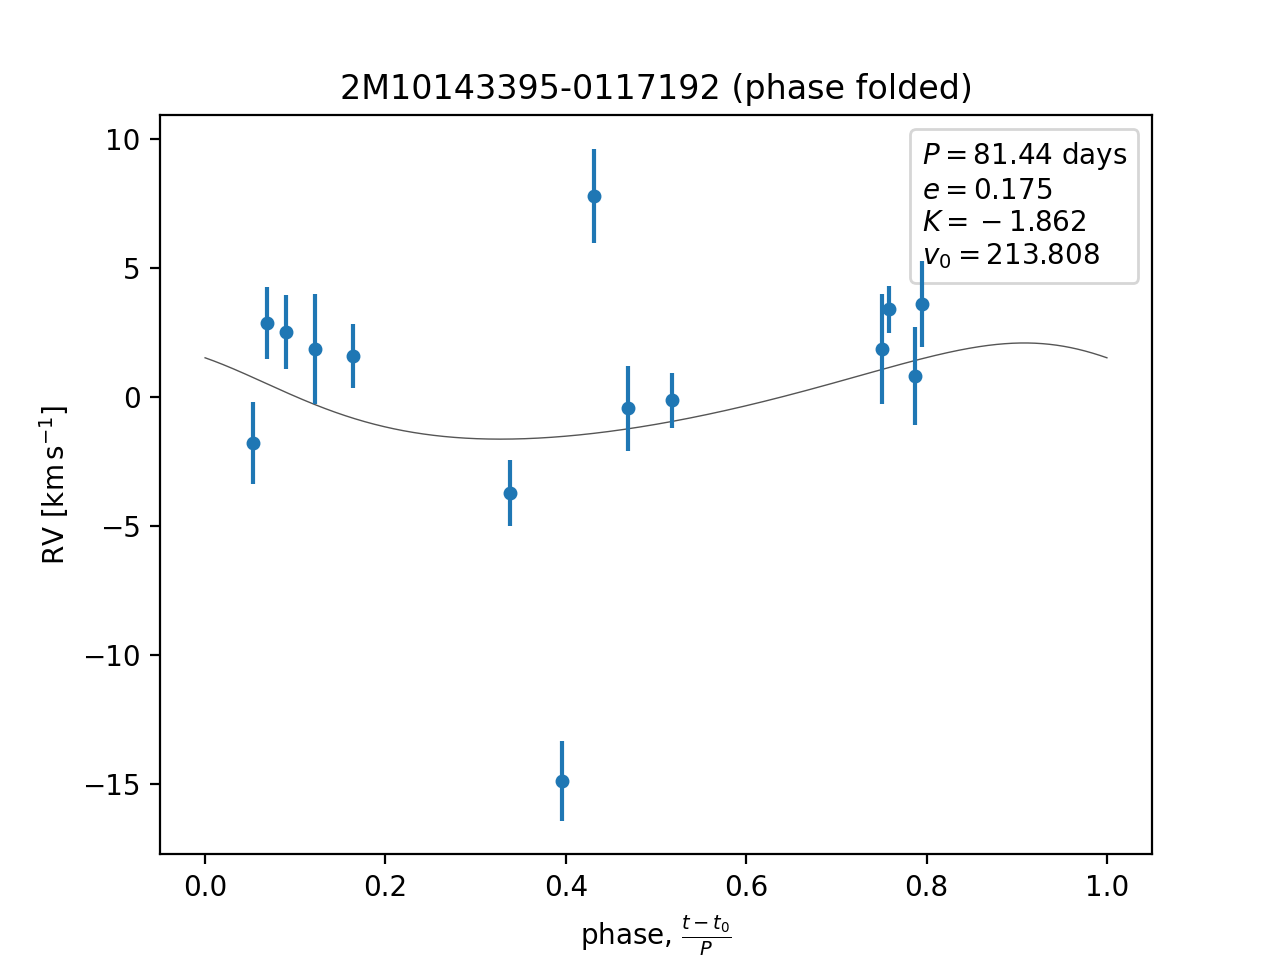 2M10143395-0117192 (phase folded)
P = 81.44 days
e = 0.175
K = −1.862
v₀ = 213.808
10
5
0
−5
−10
−15
RV [km s⁻¹]
0.0 0.2 0.4 0.6 0.8 1.0
phase, (t − t₀)/P